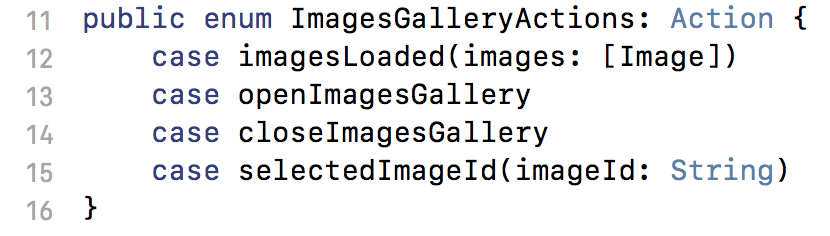 11 public enum ImagesGalleryActions: Action {
12     case imagesLoaded(images: [Image])
13     case openImagesGallery
14     case closeImagesGallery
15     case selectedImageId(imageId: String)
16 }